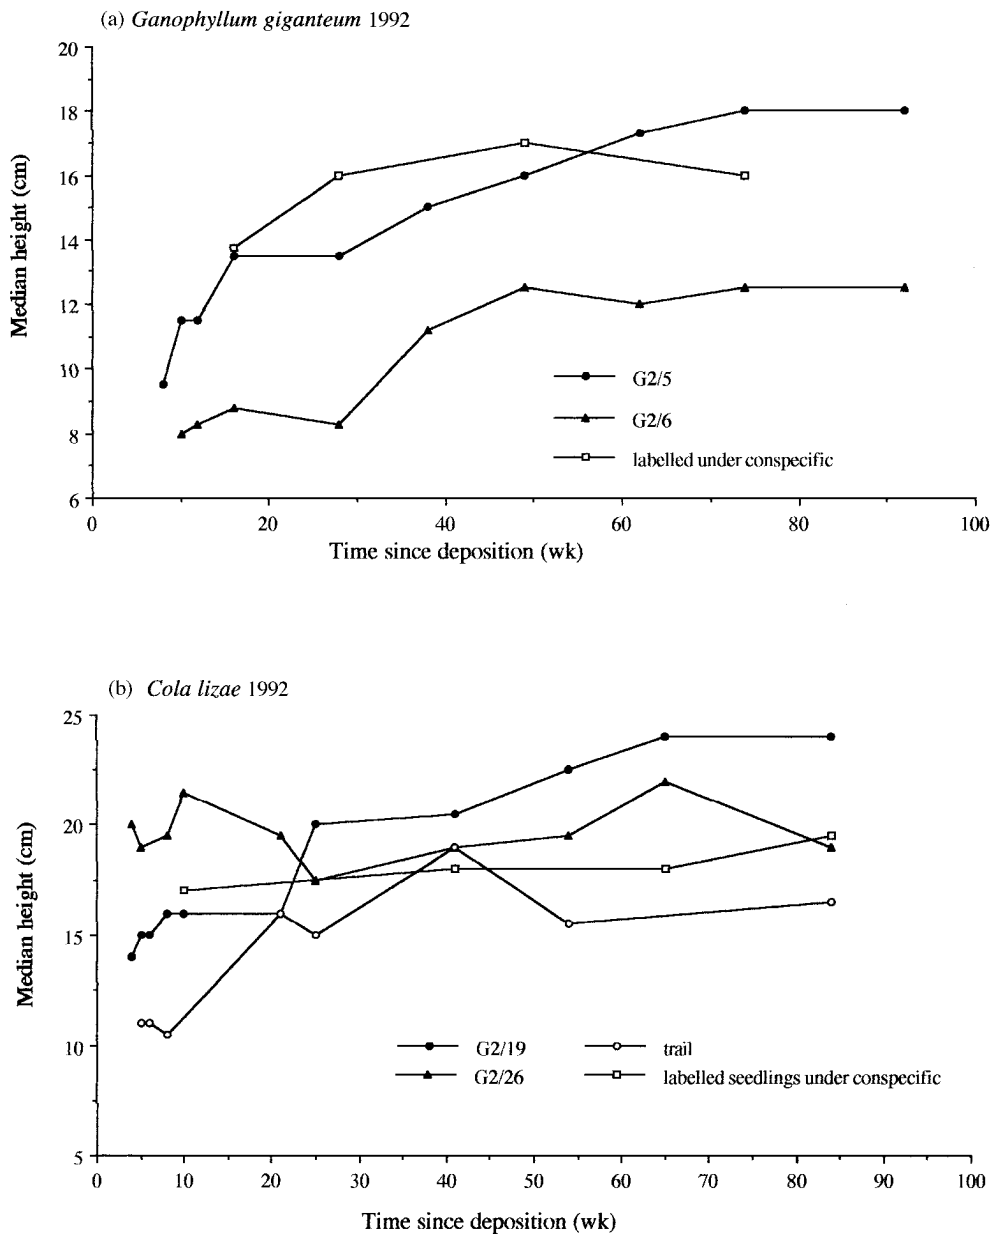 (a) Ganophyllum giganteum 1992
20
18
16
14
12
10
8
6
Median height (cm)
G2/5
G2/6
labelled under conspecific
0 20 40 60 80 100
Time since deposition (wk)
(b) Cola lizae 1992
25
20
15
10
5
Median height (cm)
G2/19 trail
G2/26 labelled seedlings under conspecific
0 10 20 30 40 50 60 70 80 90 100
Time since deposition (wk)